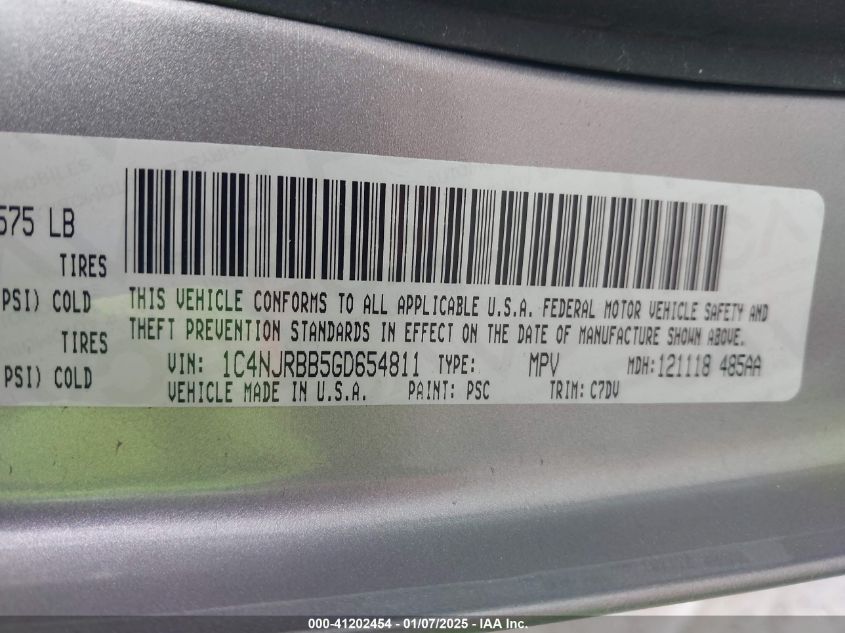 575 LB
TIRES
PSI) COLD
TIRES
PSI) COLD
THIS VEHICLE CONFORMS TO ALL APPLICABLE U.S.A. FEDERAL MOTOR VEHICLE SAFETY AND
THEFT PREVENTION STANDARDS IN EFFECT ON THE DATE OF MANUFACTURE SHOWN ABOVE.
VIN: 1C4NJRBB5GD654811 TYPE: MPV MDH: 121118 485AA
VEHICLE MADE IN U.S.A. PAINT: PSC TRIM: C7DV
000-41202454 - 01/07/2025 - IAA Inc.